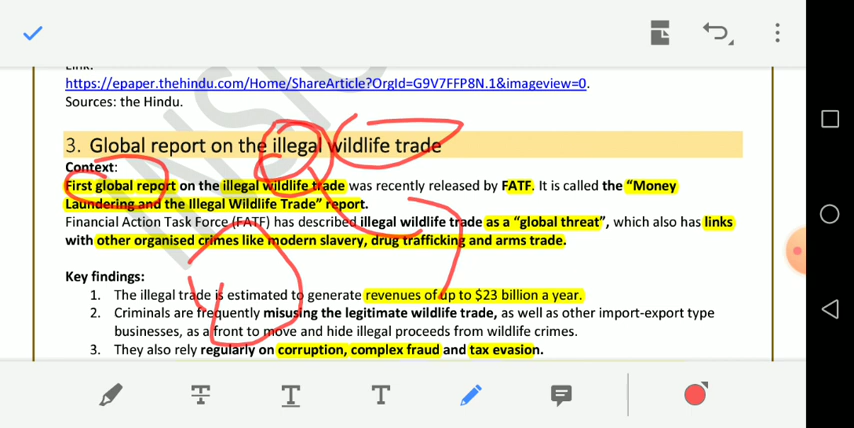 https://epaper.thehindu.com/Home/ShareArticle?OrgId=G9V7FFP8N.1&imageview=0.
Sources: the Hindu.
3. Global report on the illegal wildlife trade
Context:
First global report on the illegal wildlife trade was recently released by FATF. It is called the “Money
Laundering and the Illegal Wildlife Trade” report.
Financial Action Task Force (FATF) has described illegal wildlife trade as a “global threat”, which also has links
with other organised crimes like modern slavery, drug trafficking and arms trade.
Key findings:
1. The illegal trade is estimated to generate revenues of up to $23 billion a year.
2. Criminals are frequently misusing the legitimate wildlife trade, as well as other import-export type
businesses, as a front to move and hide illegal proceeds from wildlife crimes.
3. They also rely regularly on corruption, complex fraud and tax evasion.